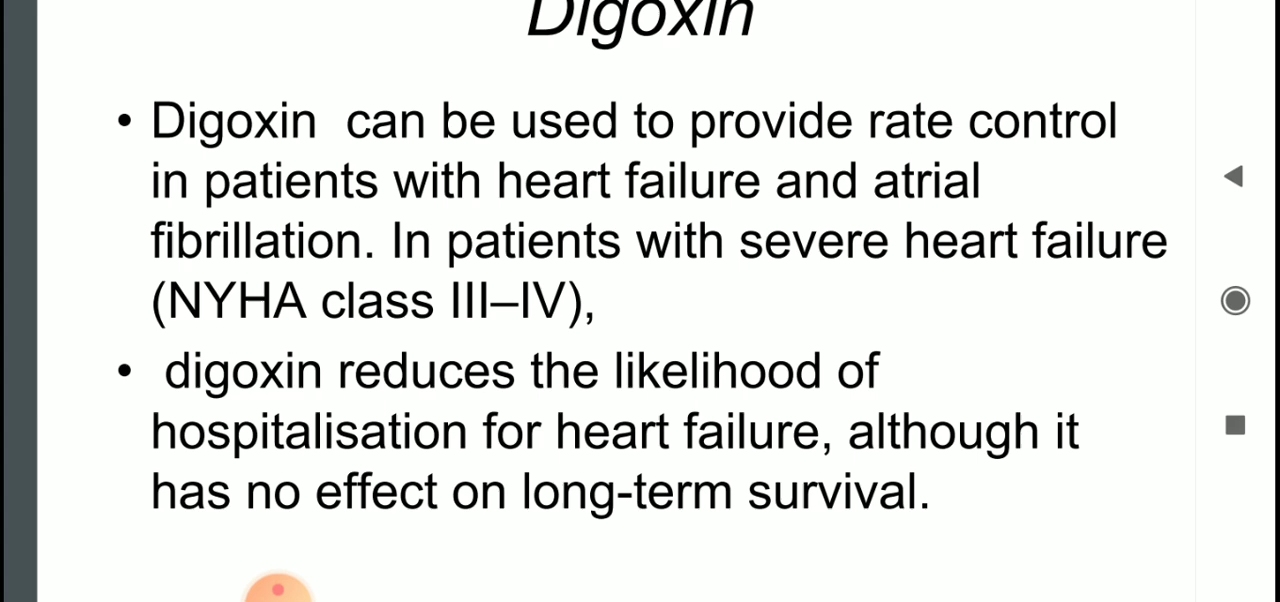 Digoxin
• Digoxin  can be used to provide rate control
in patients with heart failure and atrial
fibrillation. In patients with severe heart failure
(NYHA class III–IV),
•  digoxin reduces the likelihood of
hospitalisation for heart failure, although it
has no effect on long-term survival.